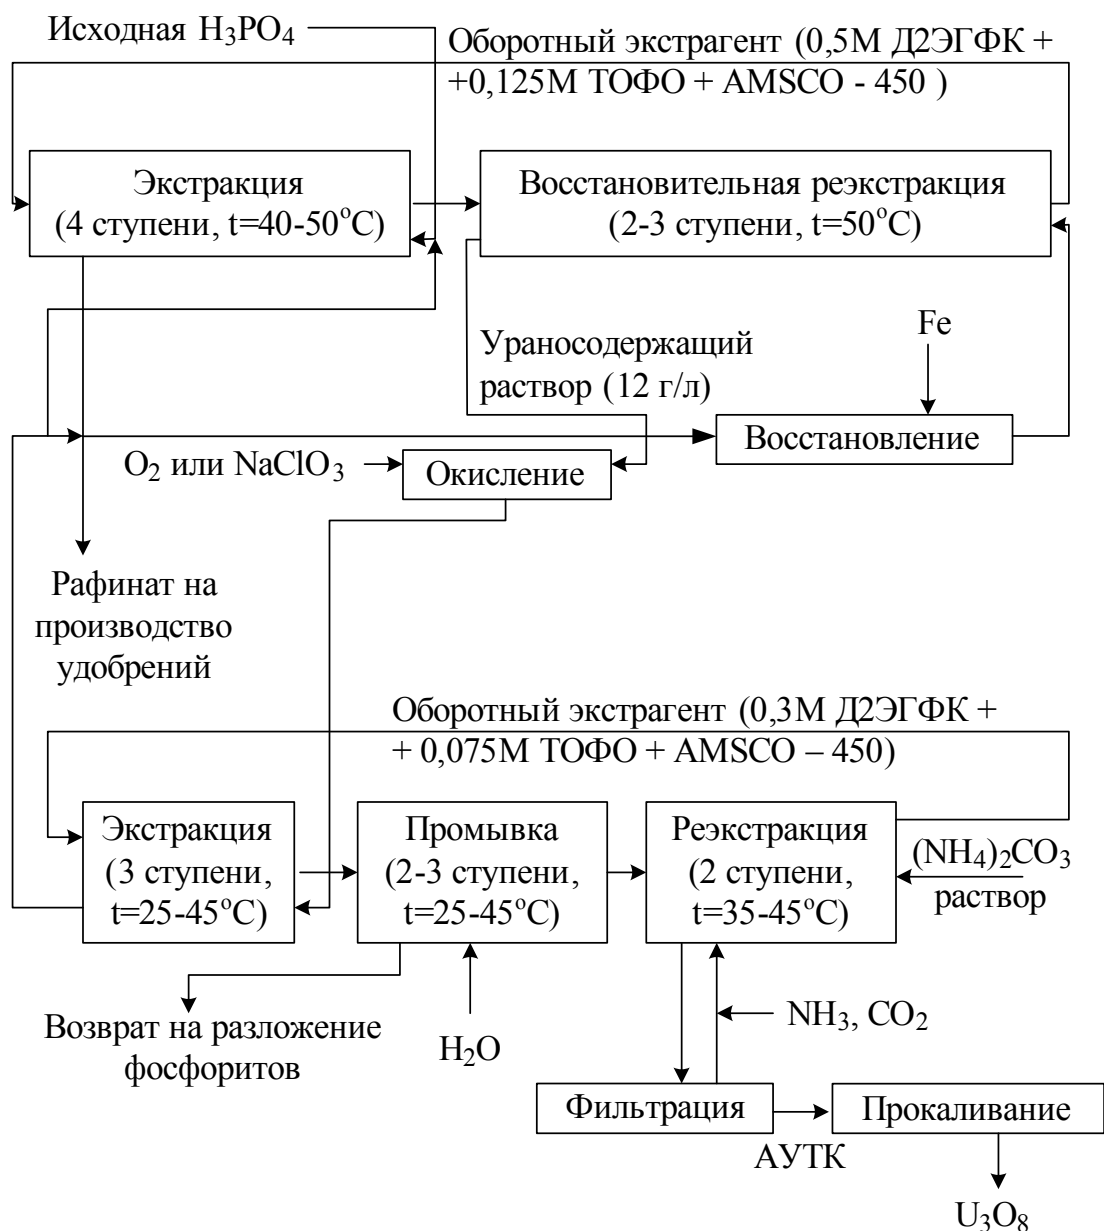 Исходная H₃PO₄
Оборотный экстрагент (0,5М Д2ЭГФК +
+0,125М ТОФО + AMSCO - 450 )
Экстракция
(4 ступени, t=40-50°C)
Восстановительная реэкстракция
(2-3 ступени, t=50°C)
Ураносодержащий
раствор (12 г/л)
Fe
Восстановление
O₂ или NaClO₃
Окисление
Рафинат на
производство
удобрений
Оборотный экстрагент (0,3М Д2ЭГФК +
+ 0,075М ТОФО + AMSCO – 450)
Экстракция
(3 ступени,
t=25-45°C)
Промывка
(2-3 ступени,
t=25-45°C)
Реэкстракция
(2 ступени,
t=35-45°C)
(NH₄)₂CO₃
раствор
Возврат на разложение
фосфоритов
H₂O
NH₃, CO₂
Фильтрация
Прокаливание
АУТК
U₃O₈